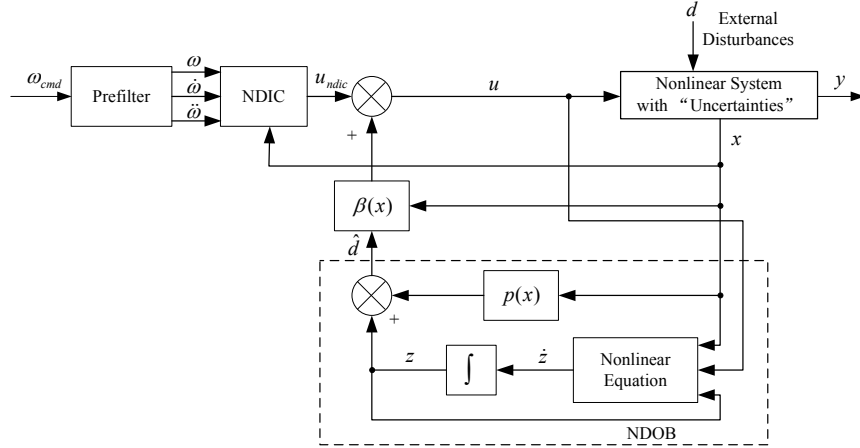 d
External
Disturbances
ω_cmd
Prefilter
ω
ω̇
ω̈
NDIC
u_ndic
u
Nonlinear System
with “Uncertainties”
y
x
+
β(x)
d̂
p(x)
+
z
∫
ż
Nonlinear
Equation
NDOB